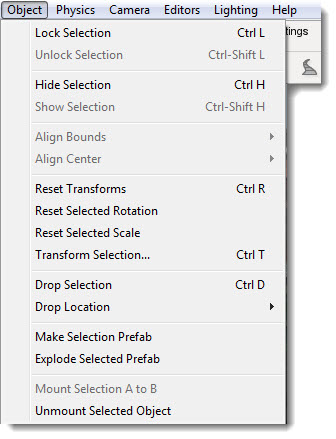 Object Physics Camera Editors Lighting Help
Lock Selection Ctrl L
Unlock Selection Ctrl-Shift L
Hide Selection Ctrl H
Show Selection Ctrl-Shift H
Align Bounds
Align Center
Reset Transforms Ctrl R
Reset Selected Rotation
Reset Selected Scale
Transform Selection... Ctrl T
Drop Selection Ctrl D
Drop Location
Make Selection Prefab
Explode Selected Prefab
Mount Selection A to B
Unmount Selected Object